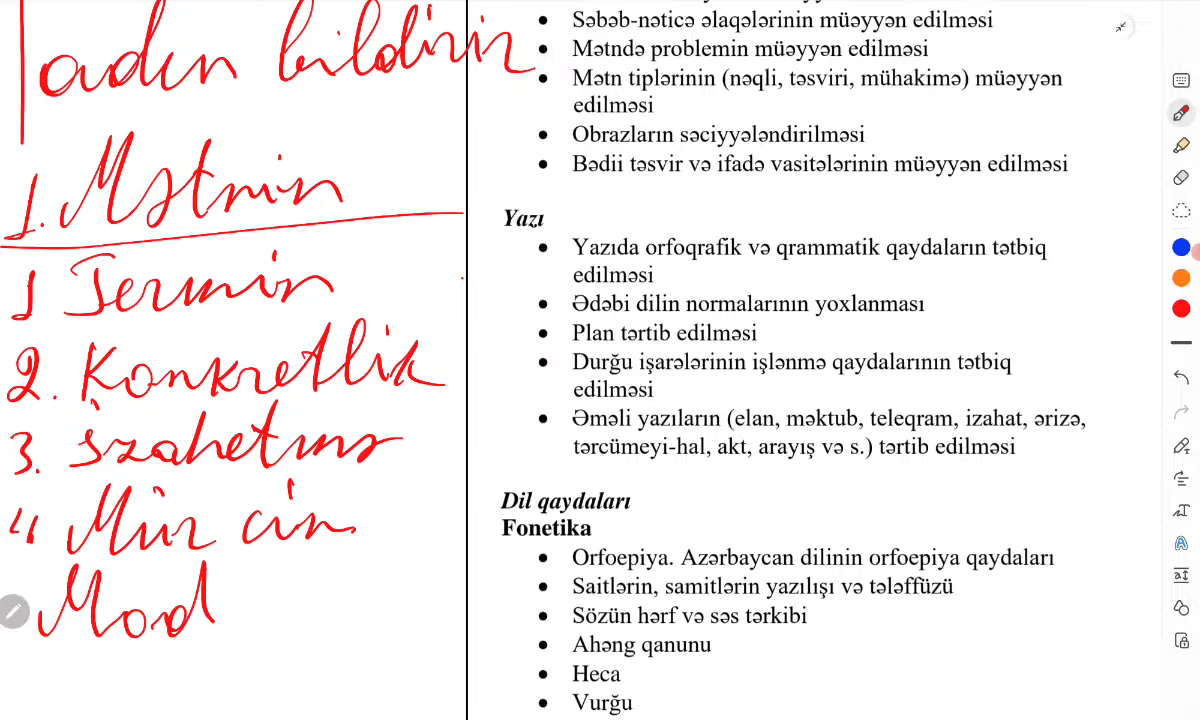 aden bildirir
1. Mətnin
1 Termin
2. Konkretlik
3. İzahetmə
4 Mür cüm
Mod
• Səbəb-nəticə əlaqələrinin müəyyən edilməsi
• Mətndə problemin müəyyən edilməsi
• Mətn tiplərinin (nəqli, təsviri, mühakimə) müəyyən
edilməsi
• Obrazların səciyyələndirilməsi
• Bədii təsvir və ifadə vasitələrinin müəyyən edilməsi
Yazı
• Yazıda orfoqrafik və qrammatik qaydaların tətbiq
edilməsi
• Ədəbi dilin normalarının yoxlanması
• Plan tərtib edilməsi
• Durğu işarələrinin işlənmə qaydalarının tətbiq
edilməsi
• Əməli yazıların (elan, məktub, teleqram, izahat, ərizə,
tərcümeyi-hal, akt, arayış və s.) tərtib edilməsi
Dil qaydaları
Fonetika
• Orfoepiya. Azərbaycan dilinin orfoepiya qaydaları
• Saitlərin, samitlərin yazılışı və tələffüzü
• Sözün hərf və səs tərkibi
• Ahəng qanunu
• Heca
• Vurğu